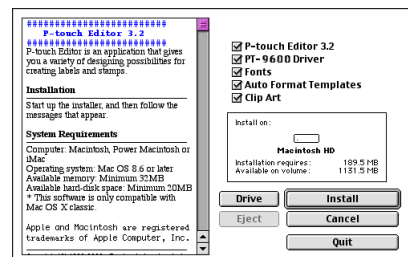 ##########################
P-touch Editor 3.2
##########################
P-touch Editor is an application that gives
you a variety of designing possibilities for
creating labels and stamps.
Installation
Start up the installer, and then follow the
messages that appear.
System Requirements
Computer: Macintosh, Power Macintosh or
iMac
Operating system: Mac OS 8.6 or later
Available memory: Minimum 32MB
Available hard-disk space: Minimum 20MB
* This software is only compatible with
Mac OS X classic.
Apple and Macintosh are registered
trademarks of Apple Computer, Inc.
P-touch Editor 3.2
PT-9600 Driver
Fonts
Auto Format Templates
Clip Art
Install on:
Macintosh HD
Installation requires: 189.5 MB
Available on volume: 1131.5 MB
Drive
Install
Eject
Cancel
Quit